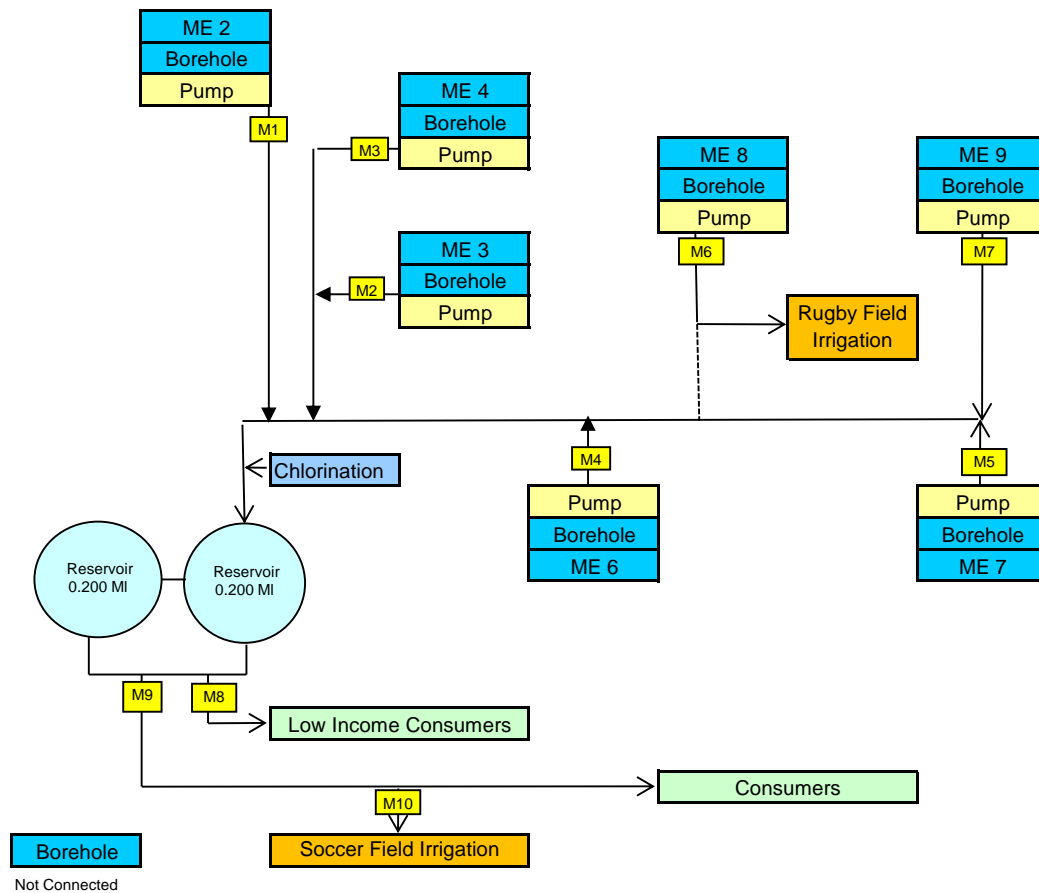 ME 2
Borehole
Pump
M1
ME 4
Borehole
Pump
M3
ME 3
Borehole
Pump
M2
ME 8
Borehole
Pump
M6
ME 9
Borehole
Pump
M7
Rugby Field
Irrigation
Chlorination
M4
Pump
Borehole
ME 6
M5
Pump
Borehole
ME 7
Reservoir
0.200 Ml
Reservoir
0.200 Ml
M9
M8
Low Income Consumers
Consumers
M10
Soccer Field Irrigation
Borehole
Not Connected